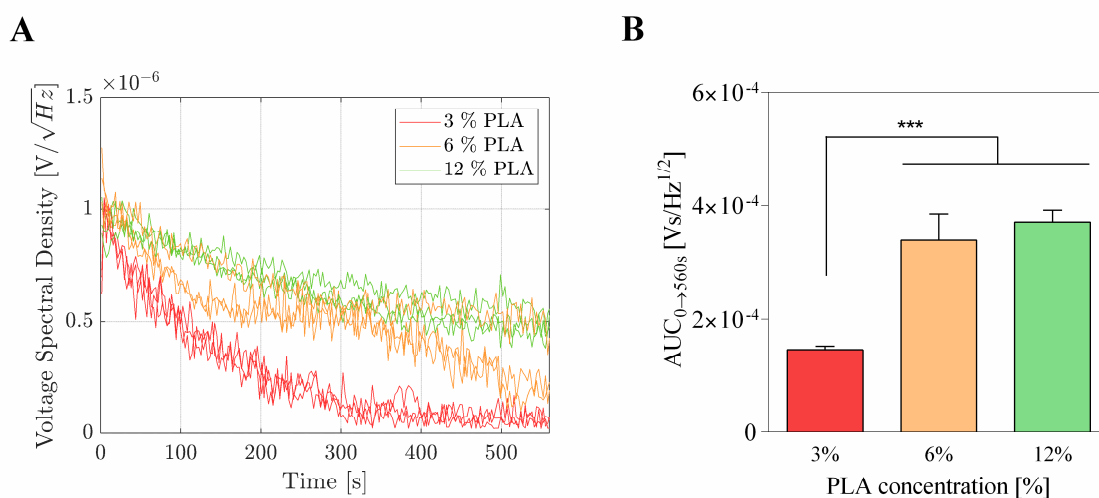 A
×10⁻⁶
1.5
1
0.5
0
Voltage Spectral Density [V/√Hz]
3 % PLA
6 % PLA
12 % PLA
0 100 200 300 400 500
Time [s]
B
6×10⁻⁴
4×10⁻⁴
2×10⁻⁴
0
AUC₀→₅₆₀ₛ [Vs/Hz¹ᐟ²]
***
3% 6% 12%
PLA concentration [%]